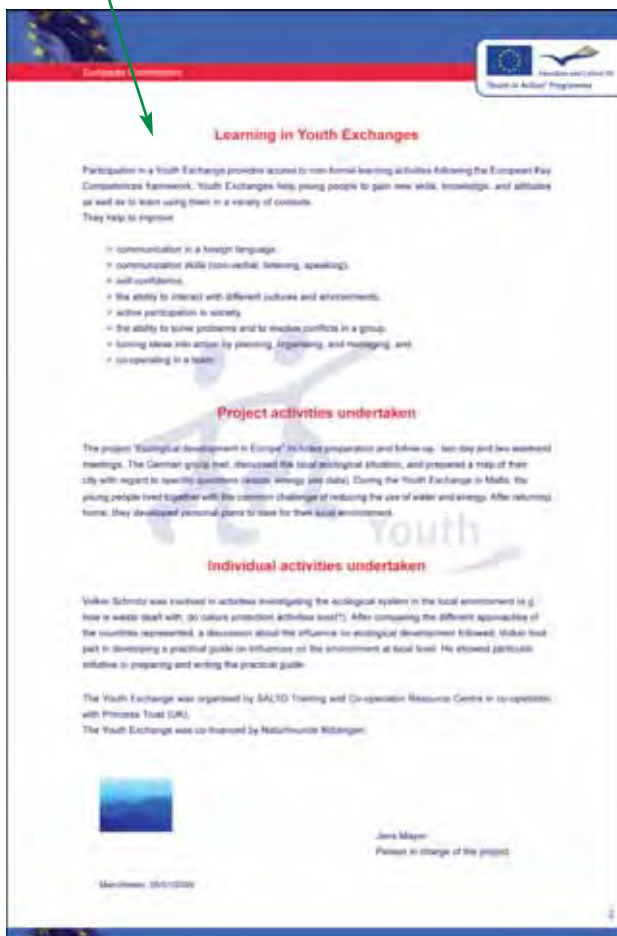 European Commission
Education and Culture DG
'Youth in Action' Programme
Learning in Youth Exchanges
Participation in a Youth Exchange provides access to non-formal learning activities following the European Key
Competences framework. Youth Exchanges help young people to gain new skills, knowledge, and attitudes
as well as to learn using them in a variety of contexts.
They help to improve
communication in a foreign language,
communication skills (non-verbal, listening, speaking),
self-confidence,
the ability to interact with different cultures and environments,
active participation in society,
the ability to solve problems and to resolve conflicts in a group,
turning ideas into action by planning, organising, and managing, and
co-operating in a team.
Project activities undertaken
The project "Ecological development in Europe" included preparation and follow-up: two day and two weekend
meetings. The German group met, discussed the local ecological situation, and prepared a map of their
city with regard to specific questions (waste, energy use data). During the Youth Exchange in Malta, the
young people lived together with the common challenge of reducing the use of water and energy. After returning
home, they developed personal plans to save for their local environment.
Youth
Individual activities undertaken
Volker Schmitz was involved in activities investigating the ecological system in the local environment (e.g.
how is waste dealt with, do nature protection activities exist?). After comparing the different approaches of
the countries represented, a discussion about the influence on ecological development followed. Volker took
part in developing a practical guide on influences on the environment at local level. He showed particular
initiative in preparing and writing the practical guide.
The Youth Exchange was organised by SALTO Training and Co-operation Resource Centre in co-operation
with Princess Trust (UK).
The Youth Exchange was co-financed by
Jens Mayer
Person in charge of the project